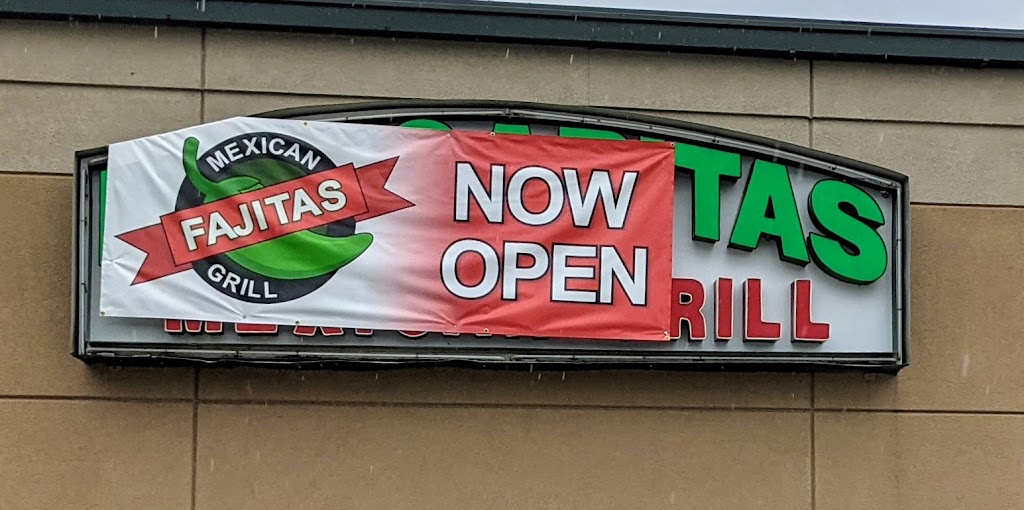 MEXICAN
FAJITAS
GRILL
NOW
OPEN
TAS
RILL